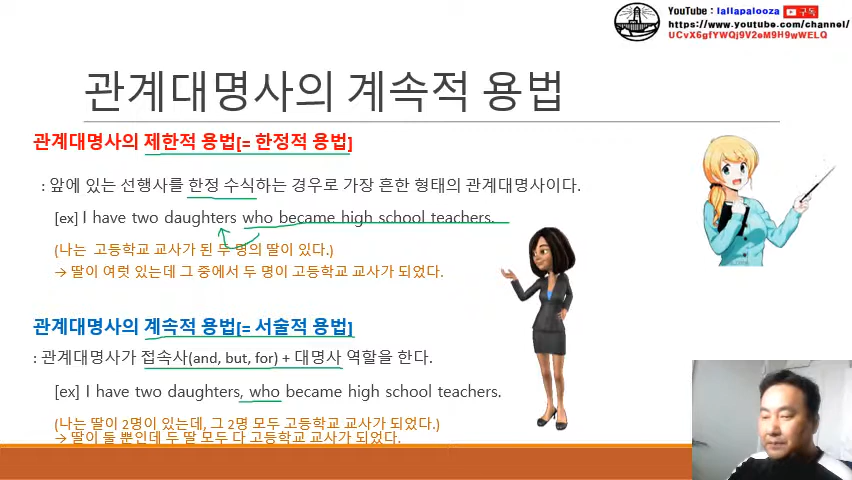 YouTube : lallapalooza 구독
https://www.youtube.com/channel/
UCvX6gfYWQj9V2eM9H9wWELQ
관계대명사의 계속적 용법
관계대명사의 제한적 용법[= 한정적 용법]
: 앞에 있는 선행사를 한정 수식하는 경우로 가장 흔한 형태의 관계대명사이다.
[ex] I have two daughters who became high school teachers.
(나는 고등학교 교사가 된 두 명의 딸이 있다.)
→ 딸이 여럿 있는데 그 중에서 두 명이 고등학교 교사가 되었다.
관계대명사의 계속적 용법[= 서술적 용법]
: 관계대명사가 접속사(and, but, for) + 대명사 역할을 한다.
[ex] I have two daughters, who became high school teachers.
(나는 딸이 2명이 있는데, 그 2명 모두 고등학교 교사가 되었다.)
→ 딸이 둘 뿐인데 두 딸 모두 다 고등학교 교사가 되었다.